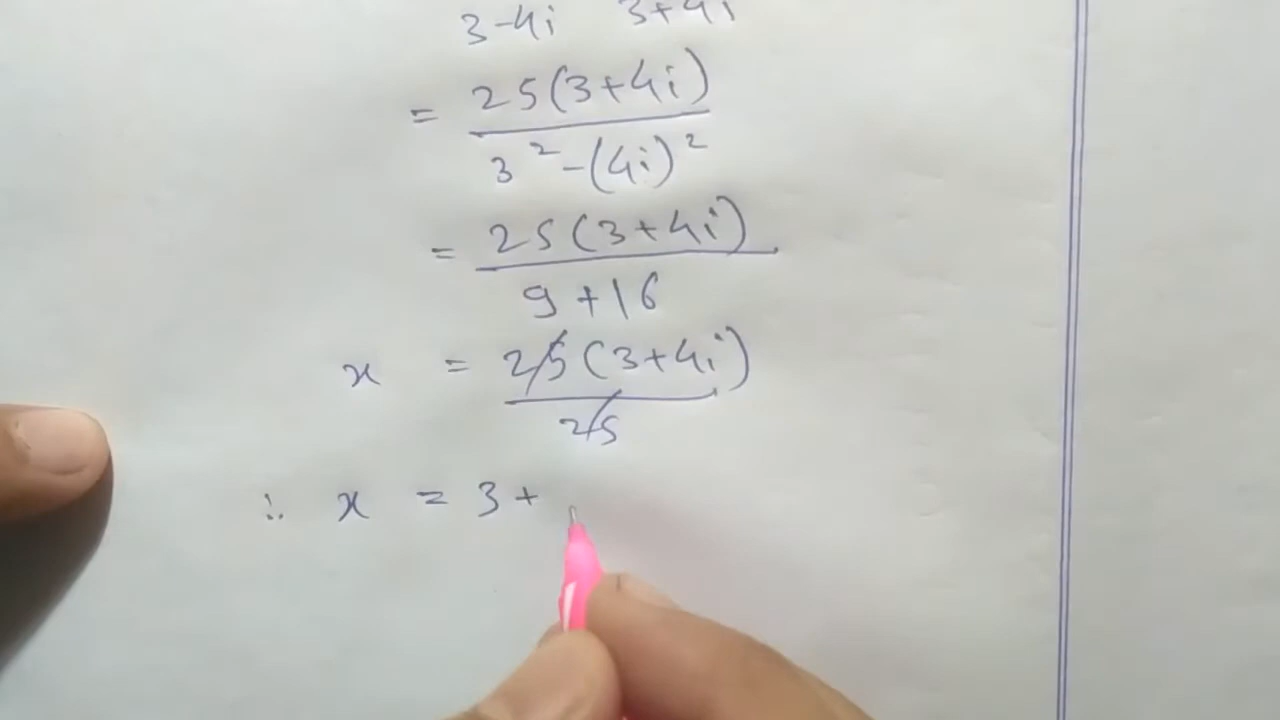 3-4i 3+4i
= 25(3+4i)
3² -(4i)²
= 25(3+4i)
9+16
x = 25(3+4i)
25
∴ x = 3+